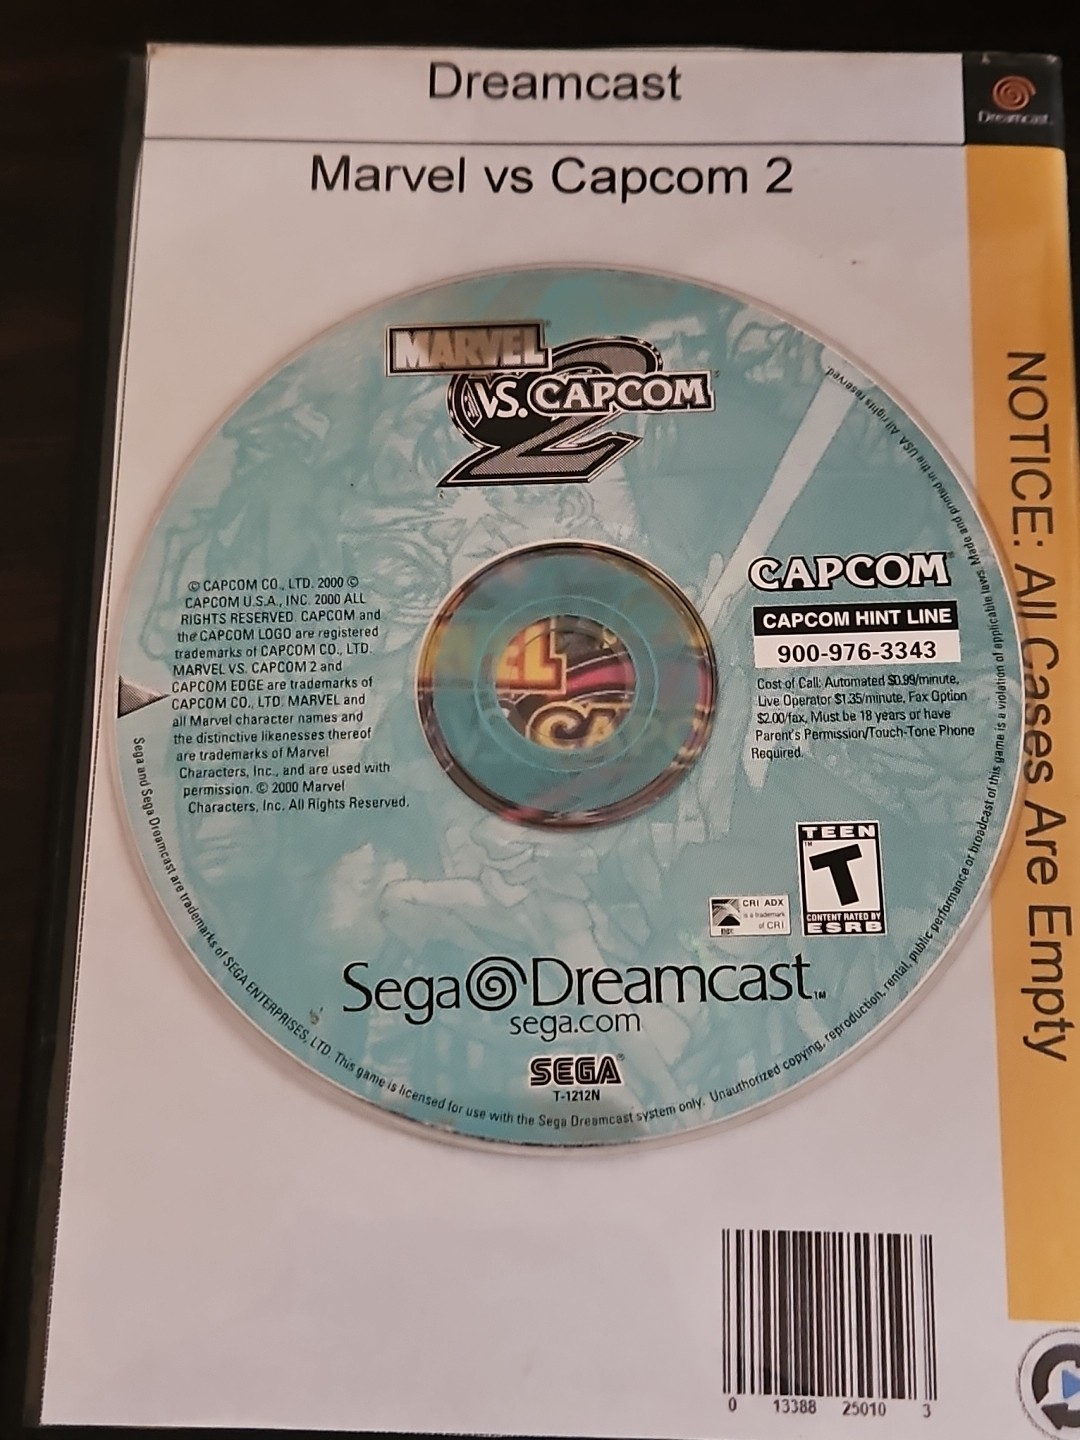 Dreamcast
Dreamcast
Marvel vs Capcom 2
NOTICE: All Cases Are Empty
MARVEL
VS. CAPCOM
2
© CAPCOM CO., LTD. 2000 ©
CAPCOM U.S.A., INC. 2000 ALL
RIGHTS RESERVED. CAPCOM and
the CAPCOM LOGO are registered
trademarks of CAPCOM CO., LTD.
MARVEL VS. CAPCOM 2 and
CAPCOM EDGE are trademarks of
CAPCOM CO., LTD. MARVEL and
all Marvel character names and
the distinctive likenesses thereof
are trademarks of Marvel
Characters, Inc., and are used with
permission. © 2000 Marvel
Characters, Inc. All Rights Reserved.
EL
CA
CAPCOM
CAPCOM HINT LINE
900-976-3343
Cost of Call: Automated $0.99/minute,
Live Operator $1.35/minute, Fax Option
$2.00/fax, Must be 18 years or have
Parent's Permission/Touch-Tone Phone
Required.
TEEN
T
CONTENT RATED BY
ESRB
CRI ADX
is a trademark
of CRI
Sega Dreamcast™
sega.com
SEGA®
T-1212N
Sega and Sega Dreamcast are trademarks of SEGA ENTERPRISES, LTD. This game is licensed for use with the Sega Dreamcast system only. Unauthorized copying, reproduction, rental, public performance or broadcast of this game is a violation of applicable laws. Made and printed in the USA. All rights reserved.
0 13388 25010 3